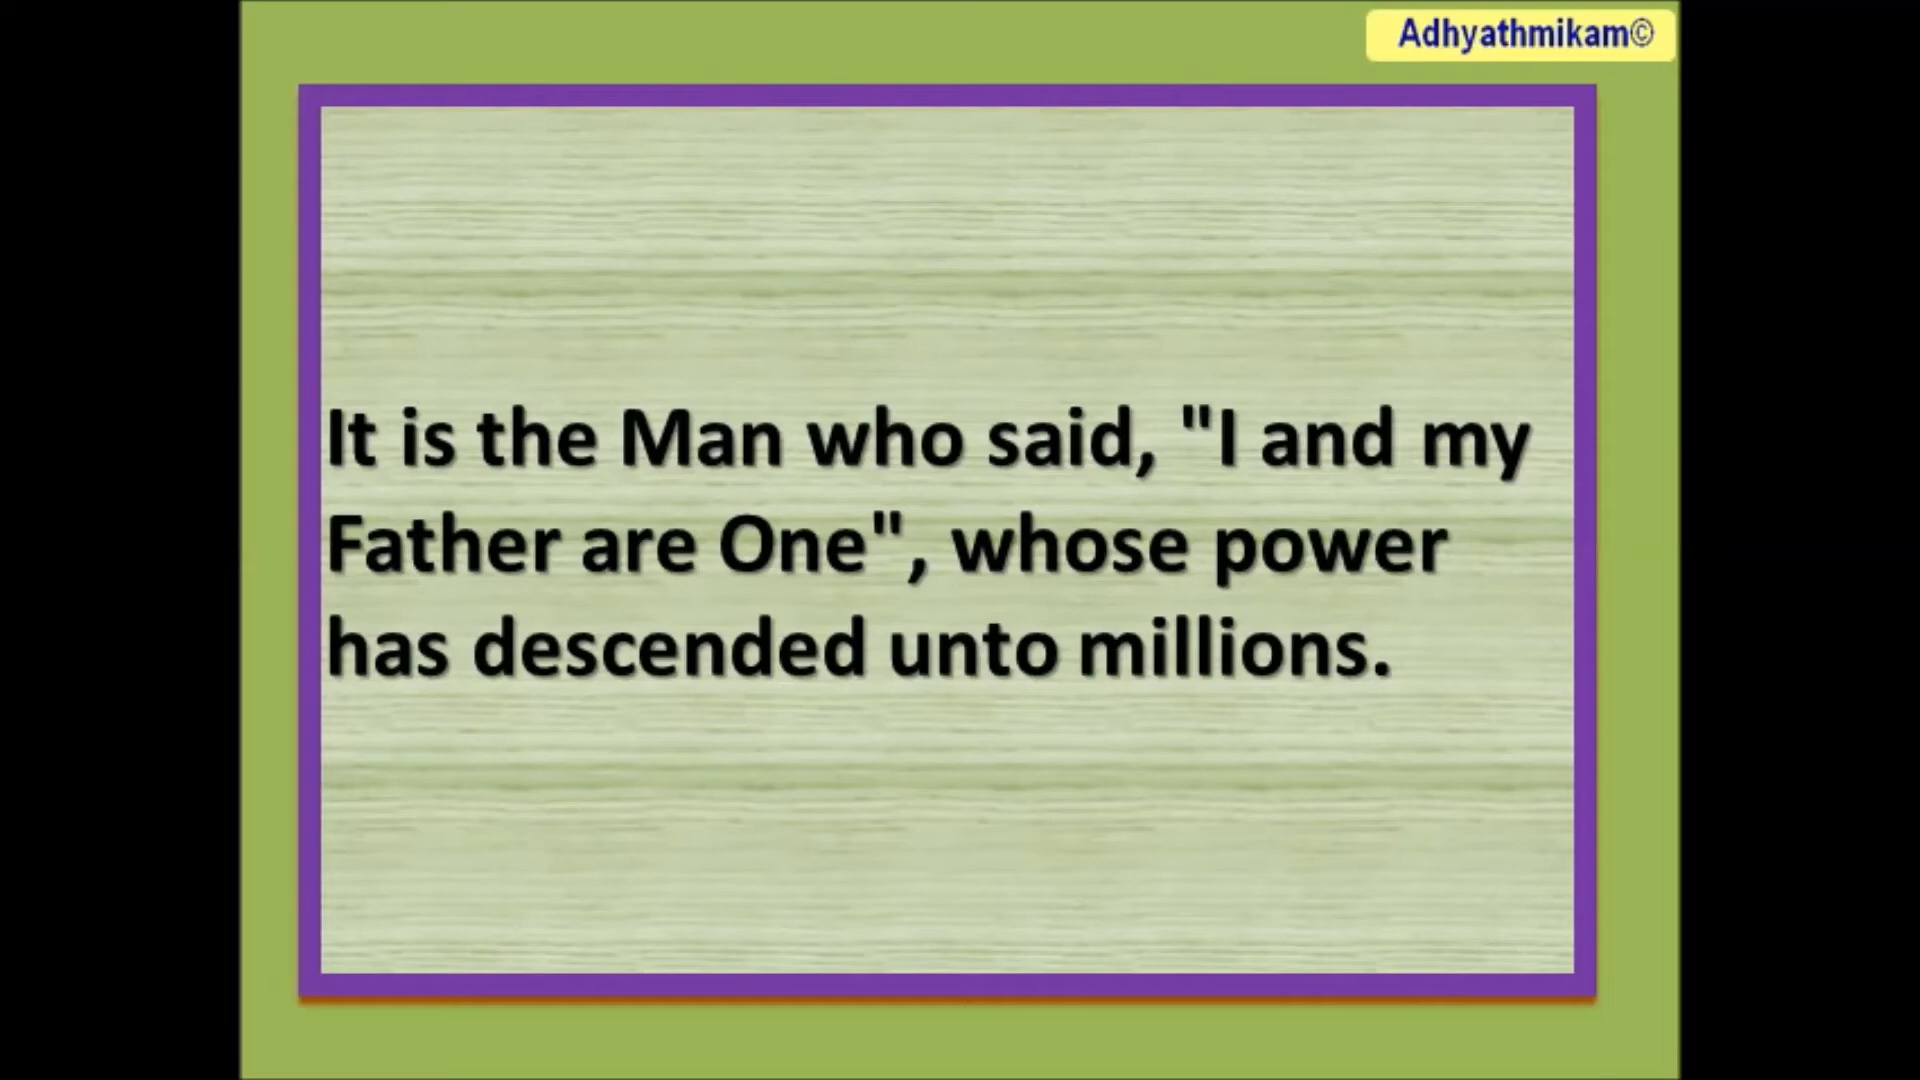 Adhyathmikam©
It is the Man who said, "I and my
Father are One", whose power
has descended unto millions.